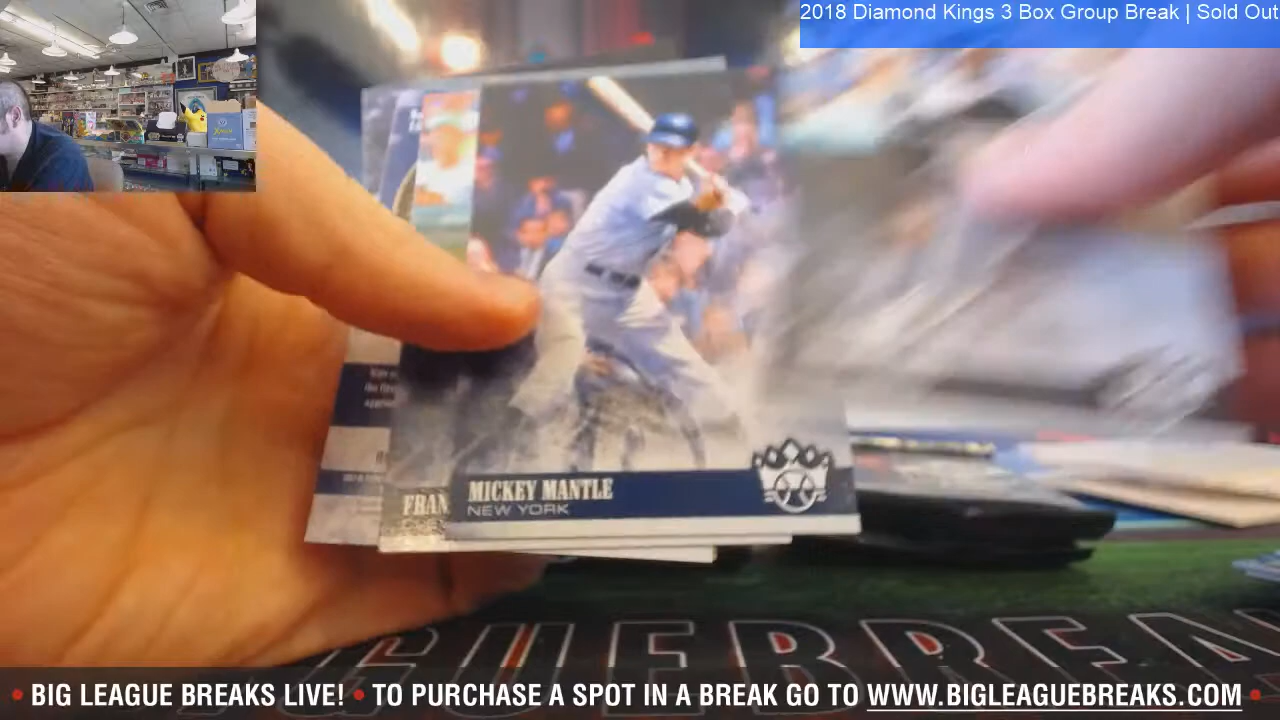 2018 Diamond Kings 3 Box Group Break | Sold Out
MICKEY MANTLE
NEW YORK
FRAN
• BIG LEAGUE BREAKS LIVE! • TO PURCHASE A SPOT IN A BREAK GO TO WWW.BIGLEAGUEBREAKS.COM •